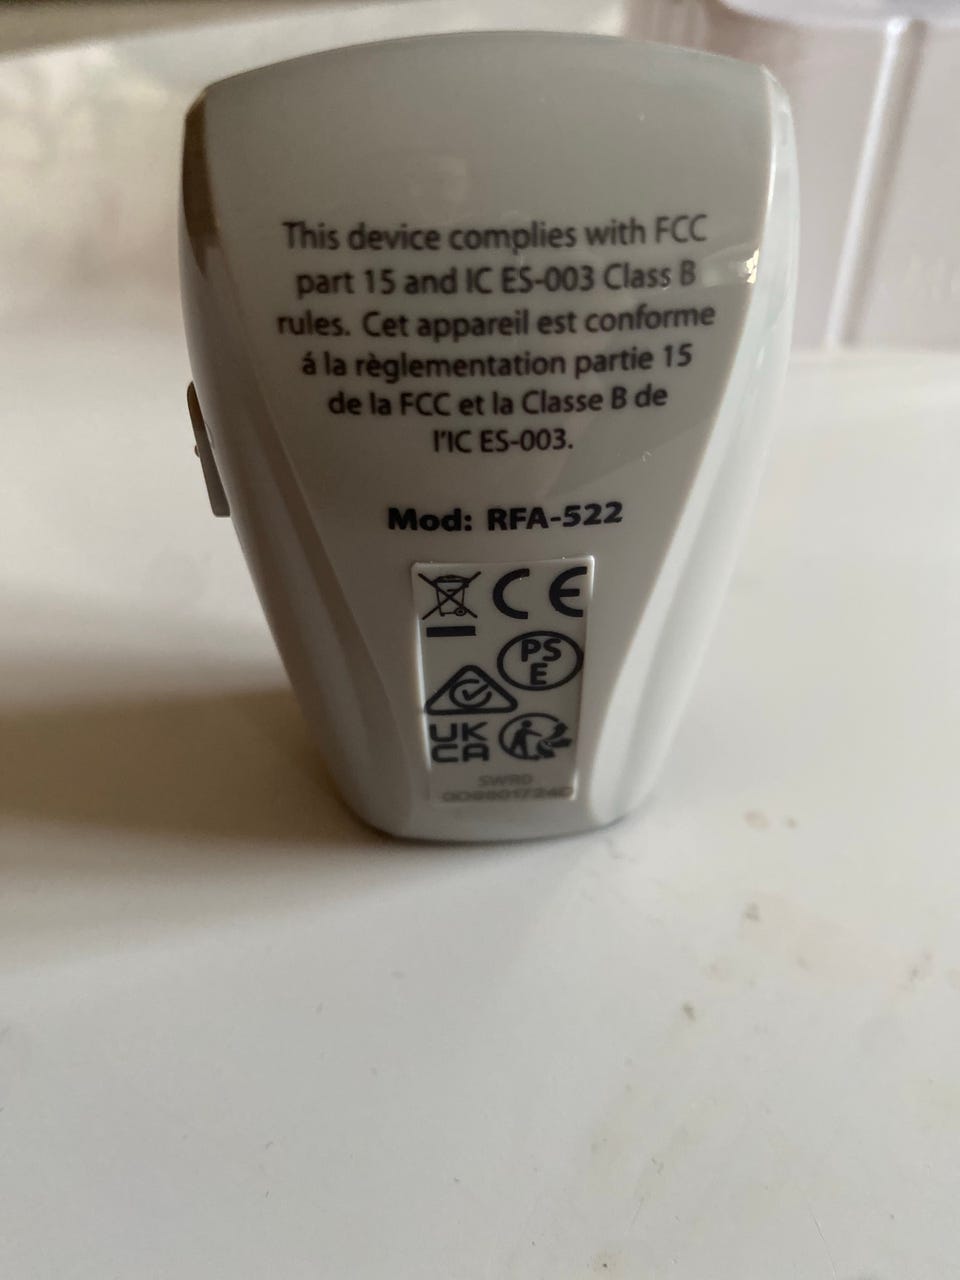 This device complies with FCC
part 15 and IC ES-003 Class B
rules. Cet appareil est conforme
á la règlementation partie 15
de la FCC et la Classe B de
l'IC ES-003.
Mod: RFA-522
CE
PS
E
UK
CA
SWRD